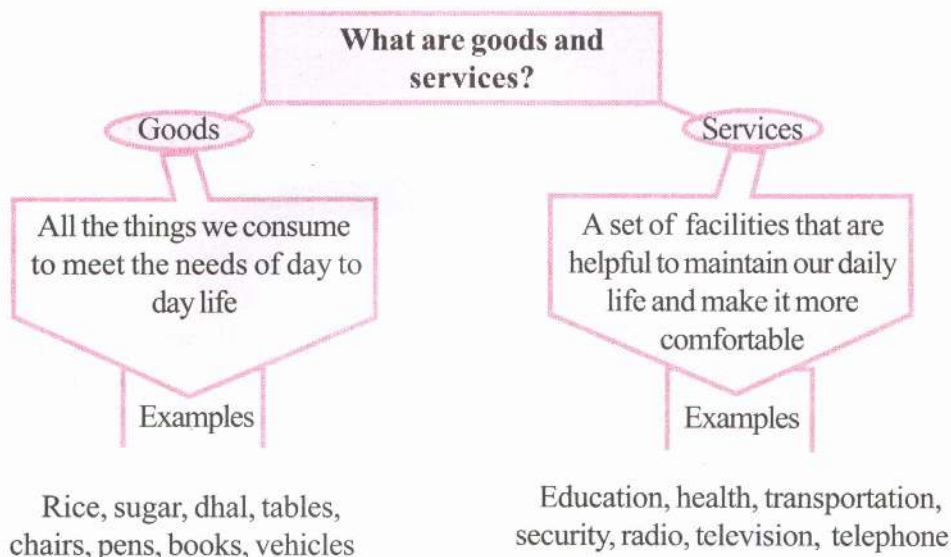 What are goods and
services?
Goods
All the things we consume
to meet the needs of day to
day life
Examples
Rice, sugar, dhal, tables,
chairs, pens, books, vehicles
Services
A set of facilities that are
helpful to maintain our daily
life and make it more
comfortable
Examples
Education, health, transportation,
security, radio, television, telephone